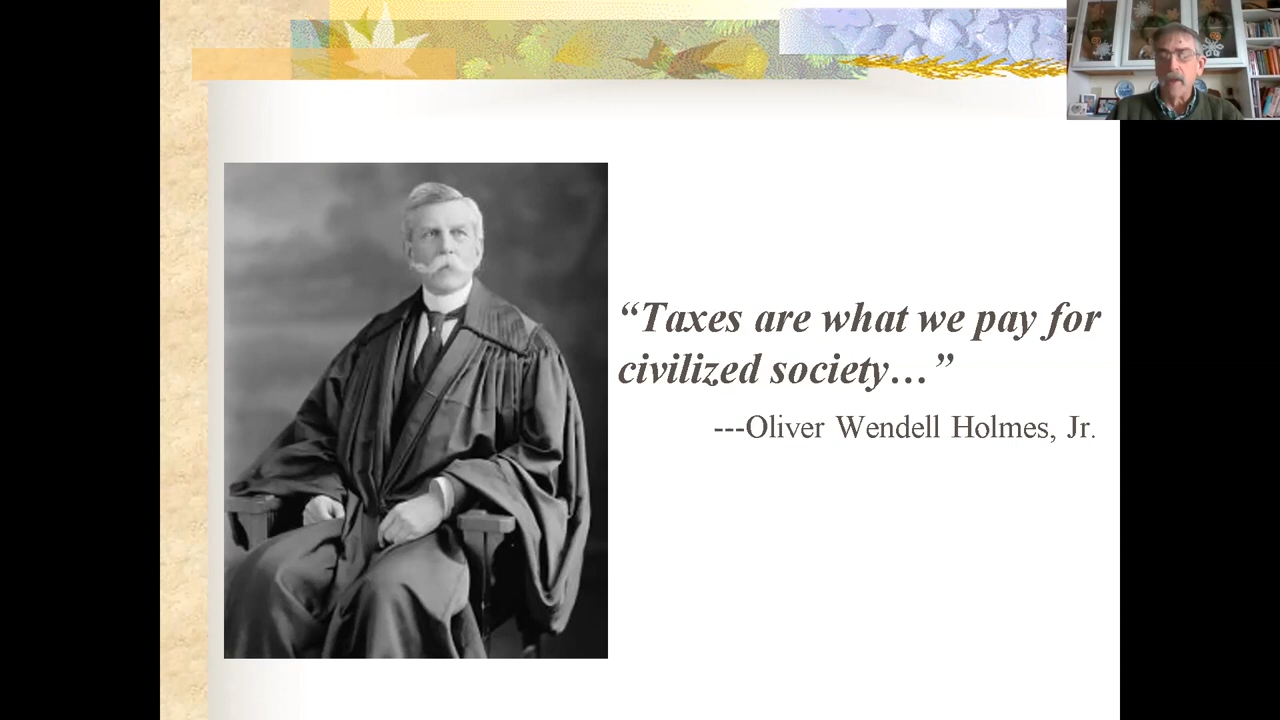 “Taxes are what we pay for
civilized society…”
---Oliver Wendell Holmes, Jr.